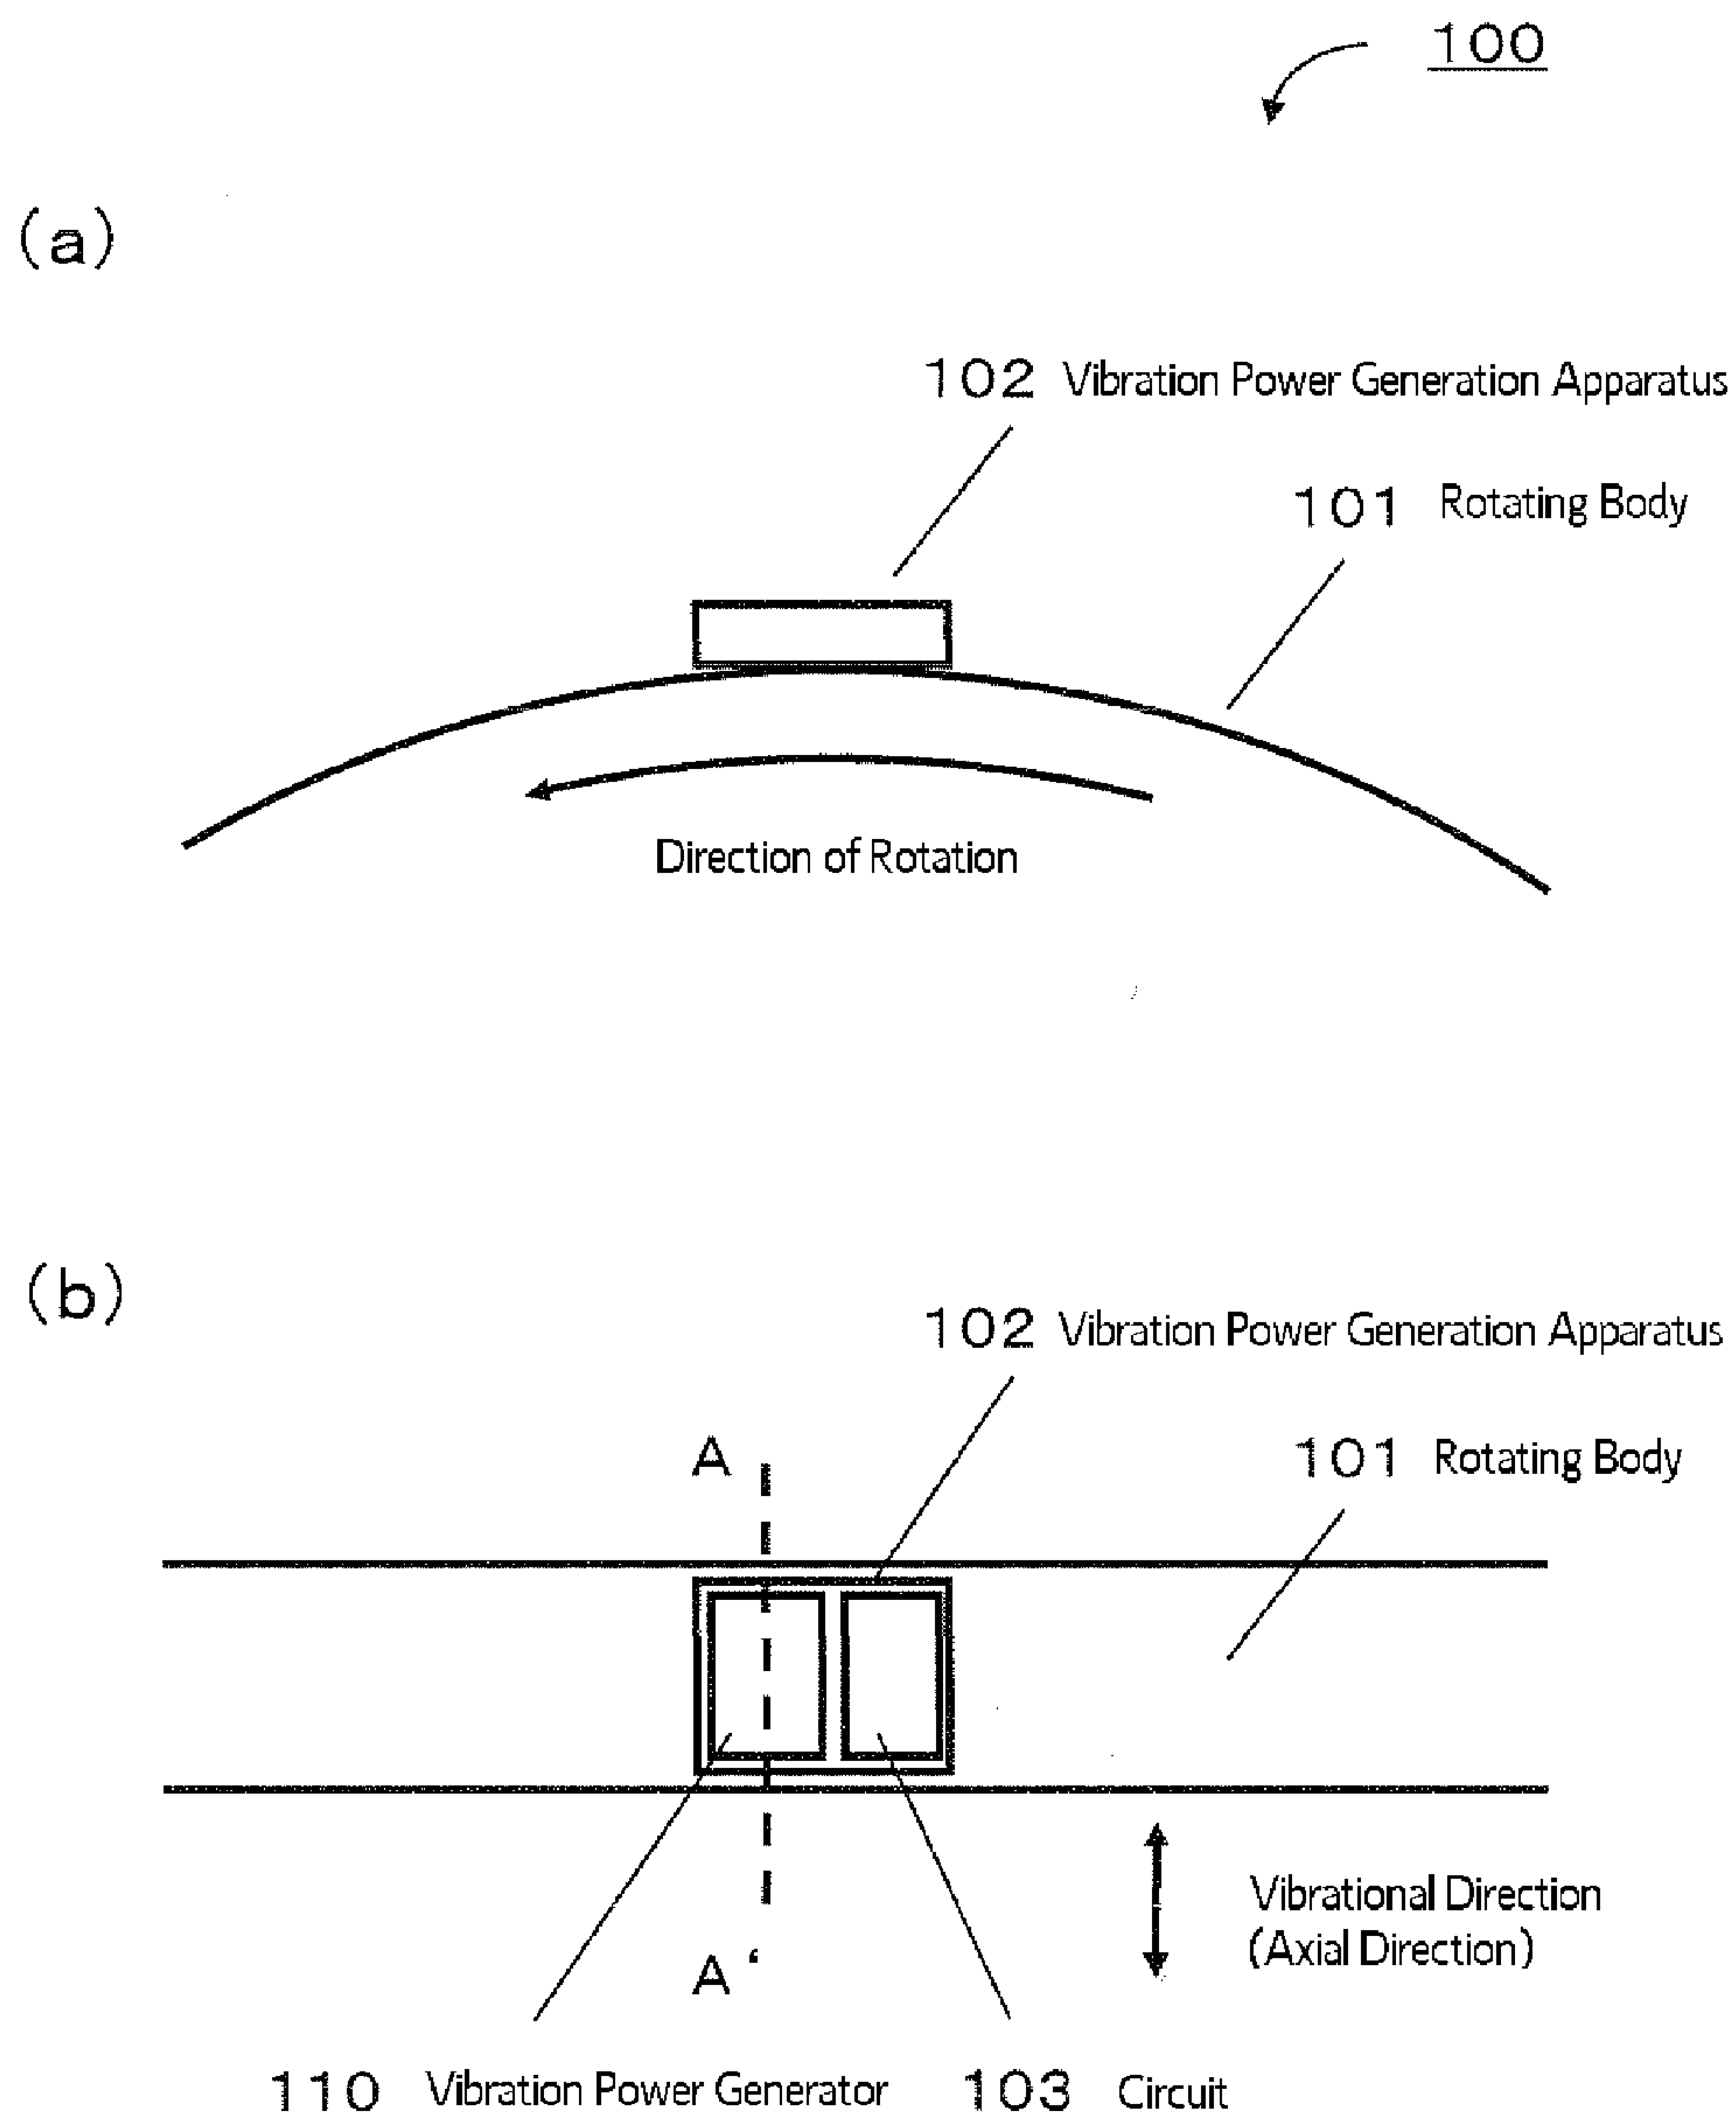 100
(a)
102 Vibration Power Generation Apparatus
101 Rotating Body
Direction of Rotation
(b)
102 Vibration Power Generation Apparatus
A
101 Rotating Body
Vibrational Direction
(Axial Direction)
A‘
110 Vibration Power Generator
103 Circuit